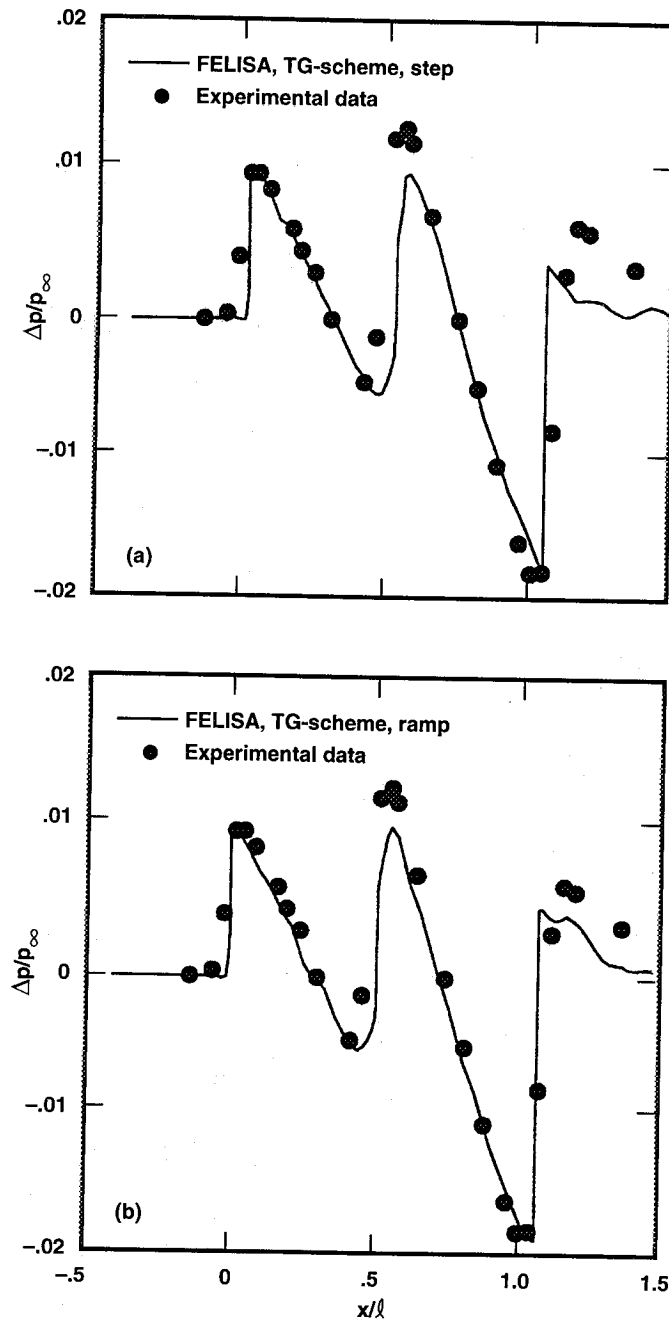 .02
FELISA, TG-scheme, step
Experimental data
.01
Δp/p∞
0
−.01
(a)
−.02
.02
FELISA, TG-scheme, ramp
Experimental data
.01
Δp/p∞
0
−.01
(b)
−.02
−.5 0 .5 1.0 1.5
x/ℓ